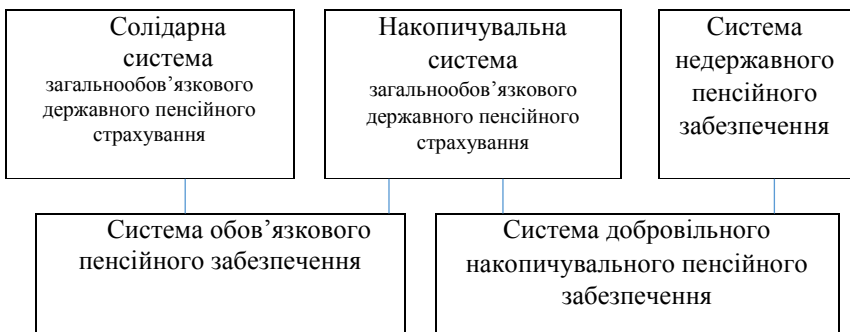 Солідарна
система
загальнообов’язкового
державного пенсійного
страхування
Накопичувальна
система
загальнообов’язкового
державного пенсійного
страхування
Система
недержавного
пенсійного
забезпечення
Система обов’язкового
пенсійного забезпечення
Система добровільного
накопичувального пенсійного
забезпечення